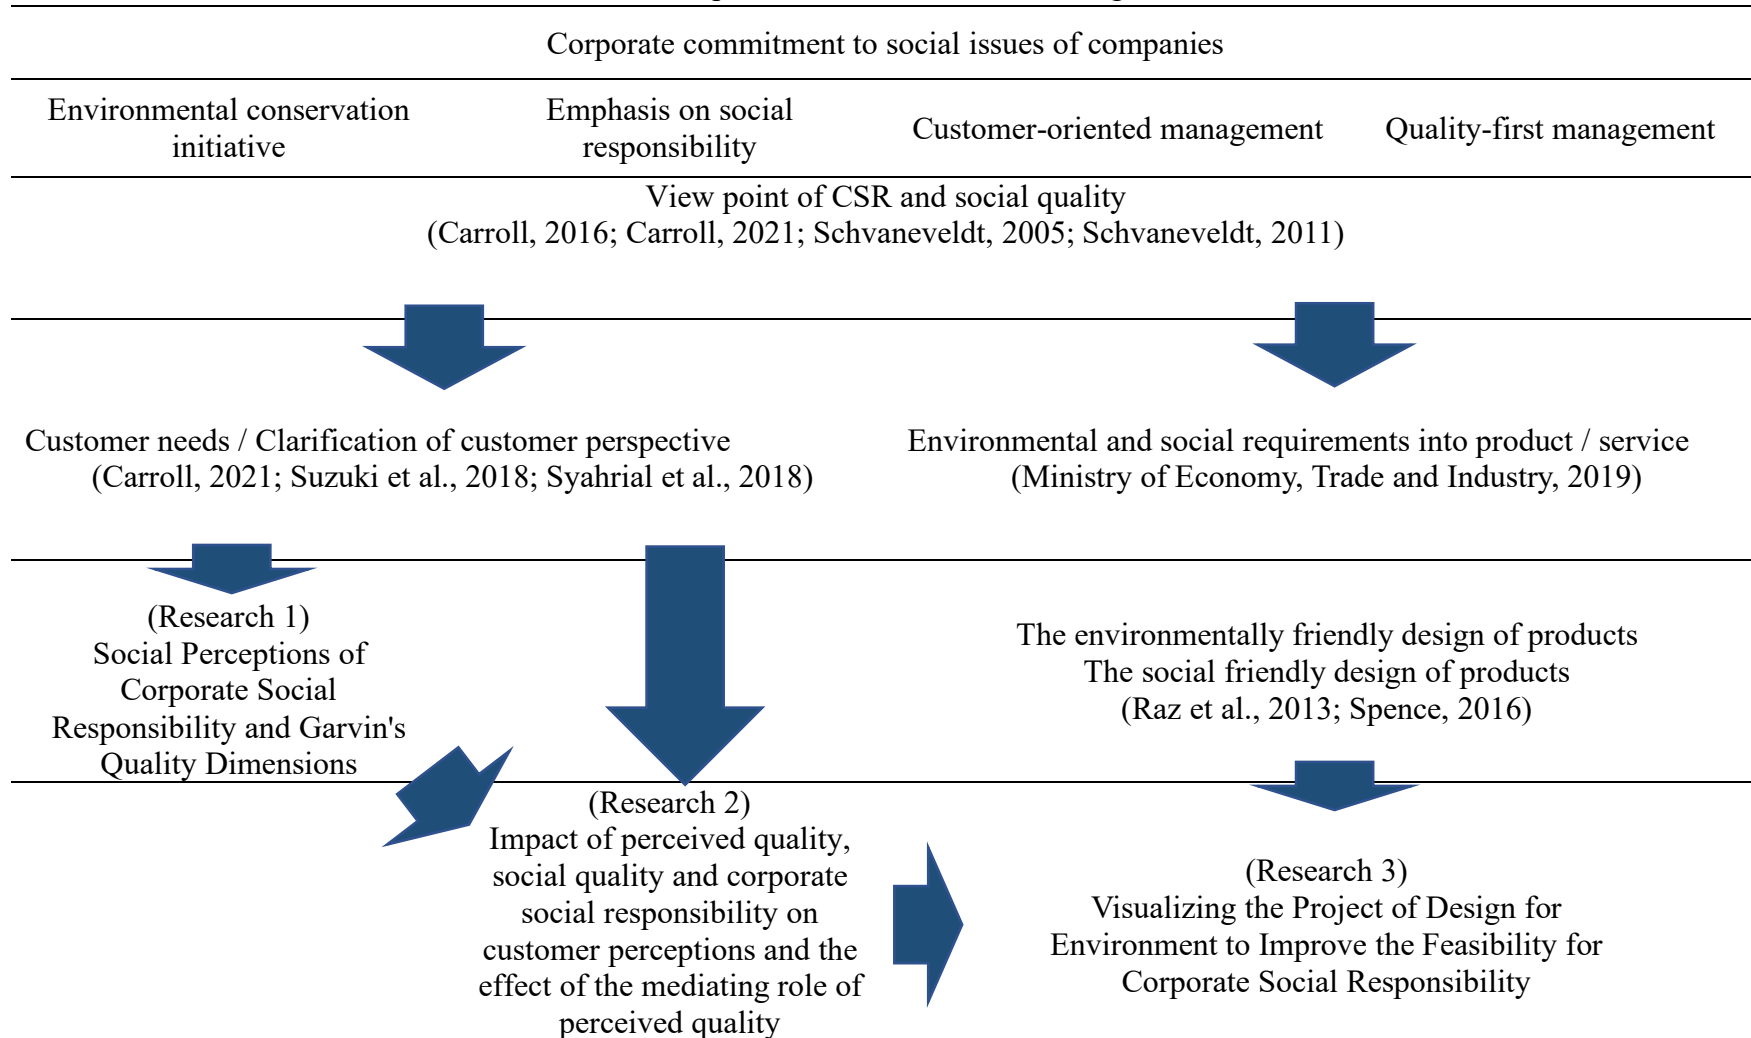 Corporate commitment to social issues of companies
Environmental conservation
initiative
Emphasis on social
responsibility
Customer-oriented management
Quality-first management
View point of CSR and social quality
(Carroll, 2016; Carroll, 2021; Schvaneveldt, 2005; Schvaneveldt, 2011)
Customer needs / Clarification of customer perspective
(Carroll, 2021; Suzuki et al., 2018; Syahrial et al., 2018)
Environmental and social requirements into product / service
(Ministry of Economy, Trade and Industry, 2019)
(Research 1)
Social Perceptions of
Corporate Social
Responsibility and Garvin's
Quality Dimensions
The environmentally friendly design of products
The social friendly design of products
(Raz et al., 2013; Spence, 2016)
(Research 2)
Impact of perceived quality,
social quality and corporate
social responsibility on
customer perceptions and the
effect of the mediating role of
perceived quality
(Research 3)
Visualizing the Project of Design for
Environment to Improve the Feasibility for
Corporate Social Responsibility